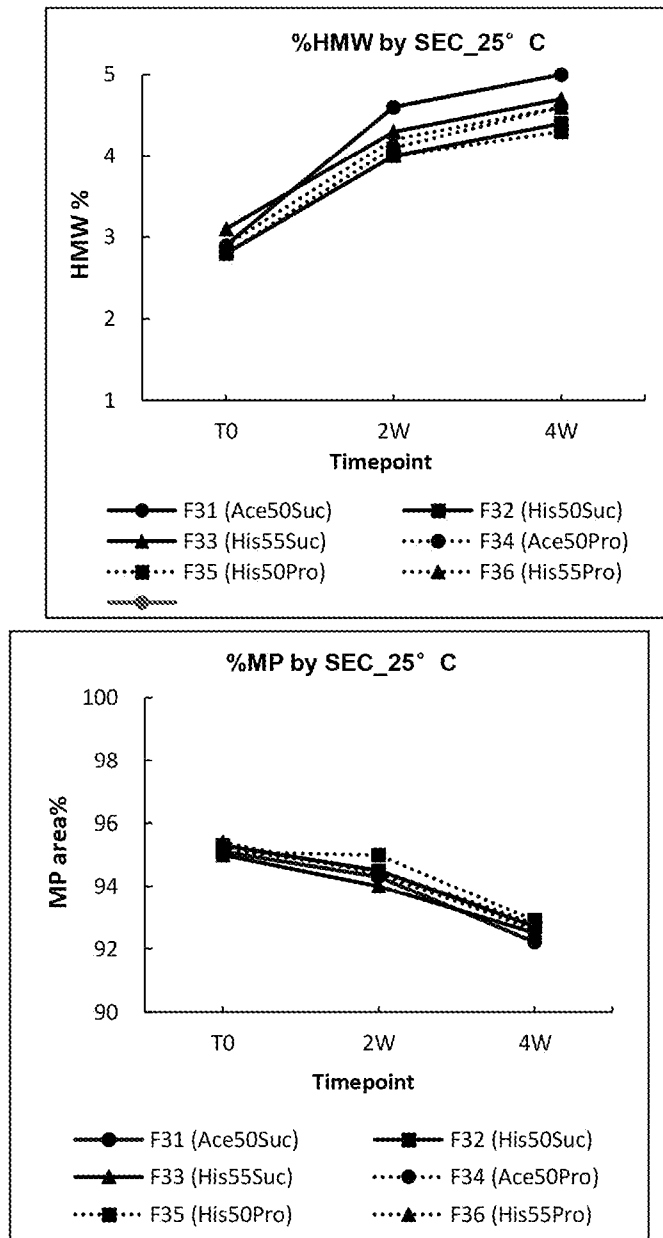 %HMW by SEC_25° C
5
4
3
2
1
HMW %
T0 2W 4W
Timepoint
F31 (Ace50Suc) F32 (His50Suc)
F33 (His55Suc) F34 (Ace50Pro)
F35 (His50Pro) F36 (His55Pro)
%MP by SEC_25° C
100
98
96
94
92
90
MP area%
T0 2W 4W
Timepoint
F31 (Ace50Suc) F32 (His50Suc)
F33 (His55Suc) F34 (Ace50Pro)
F35 (His50Pro) F36 (His55Pro)